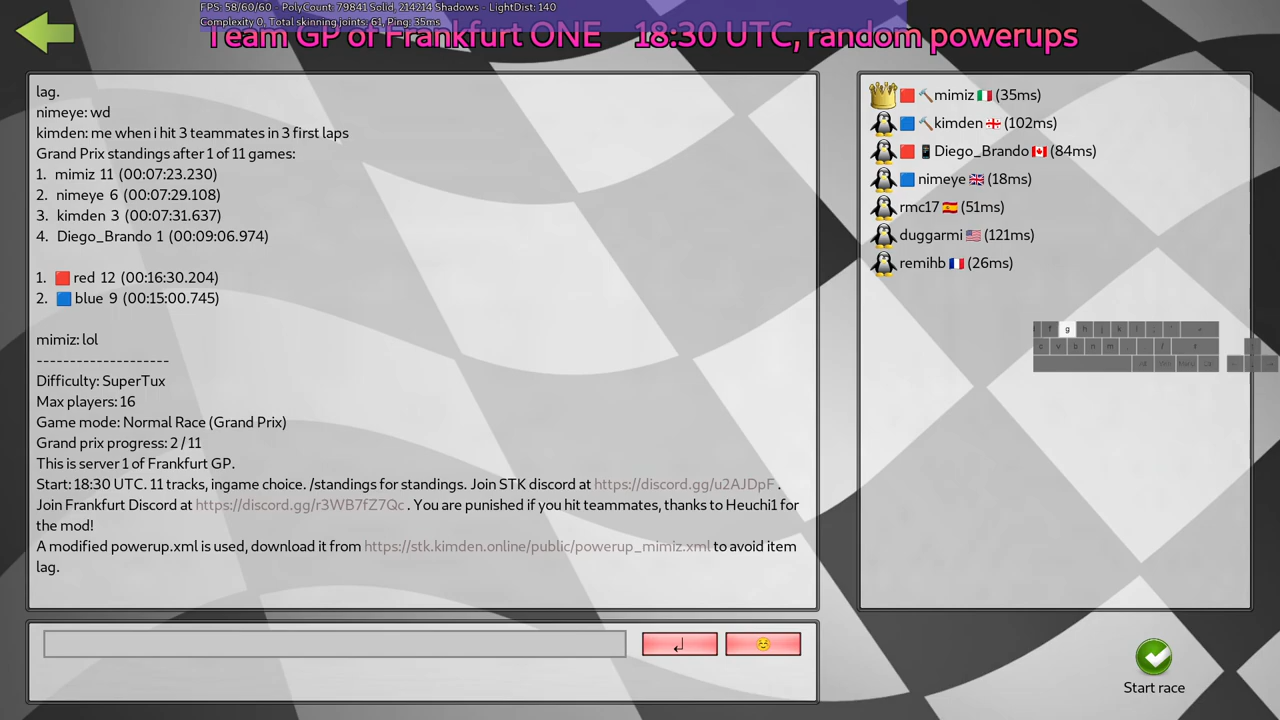 FPS: 58/60/60 - PolyCount: 79841 Solid, 214214 Shadows - LightDist: 140
Complexity 0, Total skinning joints, 61, Ping: 35ms
Team GP of Frankfurt ONE 18:30 UTC, random powerups
lag.
nimeye: wd
kimden: me when i hit 3 teammates in 3 first laps
Grand Prix standings after 1 of 11 games:
1. mimiz 11 (00:07:23.230)
2. nimeye 6 (00:07:29.108)
3. kimden 3 (00:07:31.637)
4. Diego_Brando 1 (00:09:06.974)
1. 🟥 red 12 (00:16:30.204)
2. 🟦 blue 9 (00:15:00.745)
mimiz: lol
--------------------
Difficulty: SuperTux
Max players: 16
Game mode: Normal Race (Grand Prix)
Grand prix progress: 2 / 11
This is server 1 of Frankfurt GP.
Start: 18:30 UTC. 11 tracks, ingame choice. /standings for standings. Join STK discord at https://discord.gg/u2AJDpF .
Join Frankfurt Discord at https://discord.gg/r3WB7fZ7Qc . You are punished if you hit teammates, thanks to Heuchi1 for
the mod!
A modified powerup.xml is used, download it from https://stk.kimden.online/public/powerup_mimiz.xml to avoid item
lag.
🟥 🔨mimiz 🇮🇹 (35ms)
🟦 🔨kimden 🇬🇪 (102ms)
🟥 📱Diego_Brando 🇨🇦 (84ms)
🟦 nimeye 🇬🇧 (18ms)
rmc17 🇪🇸 (51ms)
duggarmi 🇺🇸 (121ms)
remihb 🇫🇷 (26ms)
f g h j k l ; '
c v b n m
Start race